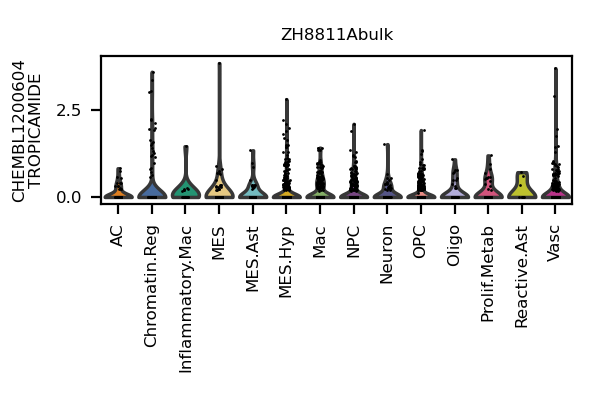 ZH8811Abulk
CHEMBL1200604
TROPICAMIDE
2.5
0.0
AC
Chromatin.Reg
Inflammatory.Mac
MES
MES.Ast
MES.Hyp
Mac
NPC
Neuron
OPC
Oligo
Prolif.Metab
Reactive.Ast
Vasc